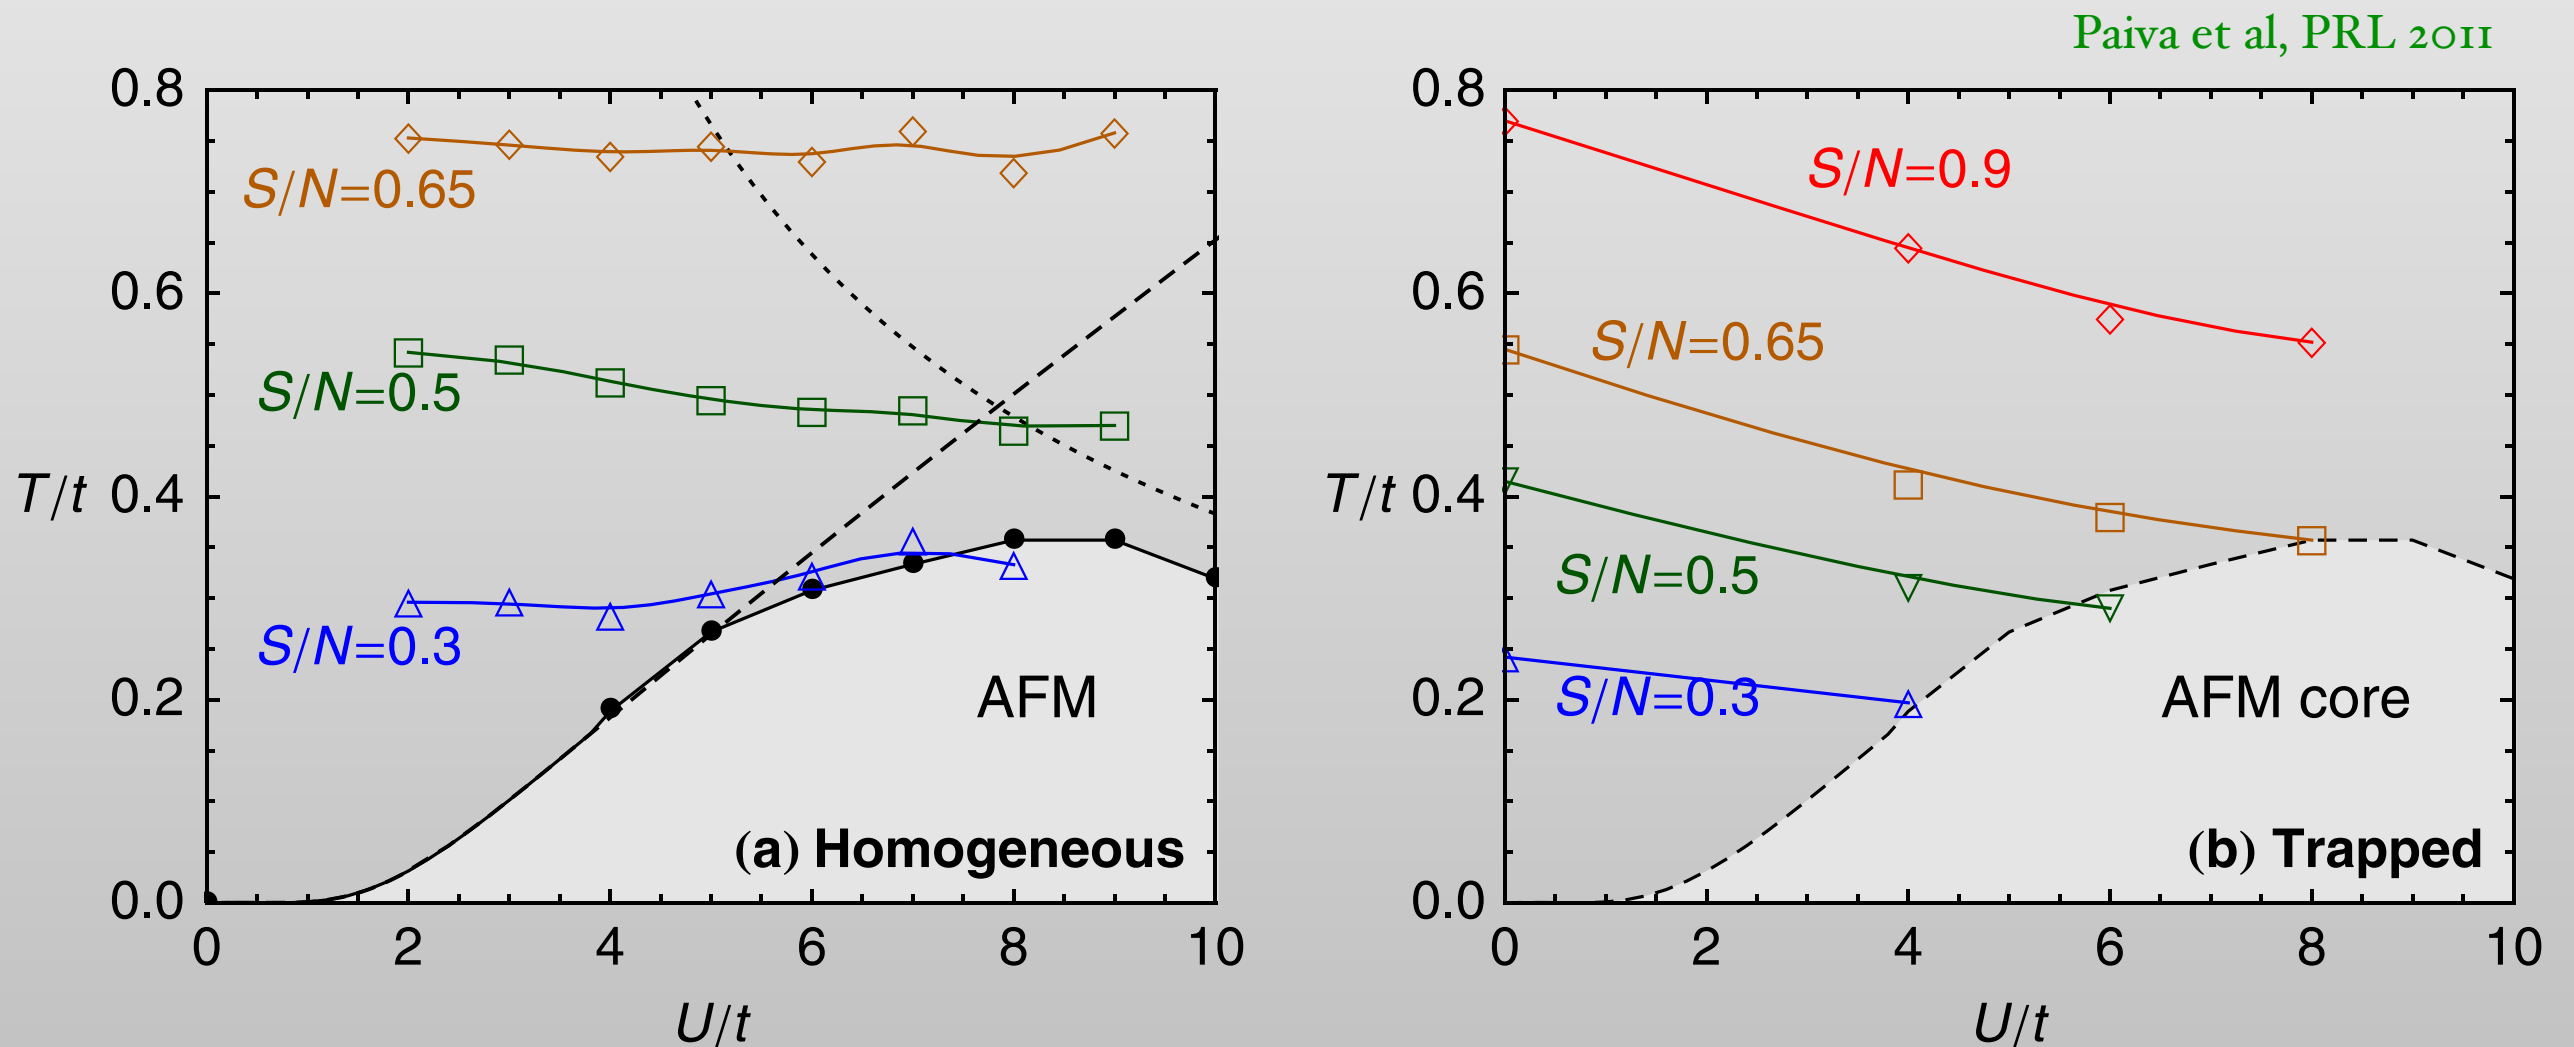 Paiva et al, PRL 2011
0.8
0.6
T/t 0.4
0.2
0.0
0 2 4 6 8 10
U/t
S/N=0.65
S/N=0.5
S/N=0.3
AFM
(a) Homogeneous
0.8
0.6
T/t 0.4
0.2
0.0
0 2 4 6 8 10
U/t
S/N=0.9
S/N=0.65
S/N=0.5
S/N=0.3
AFM core
(b) Trapped